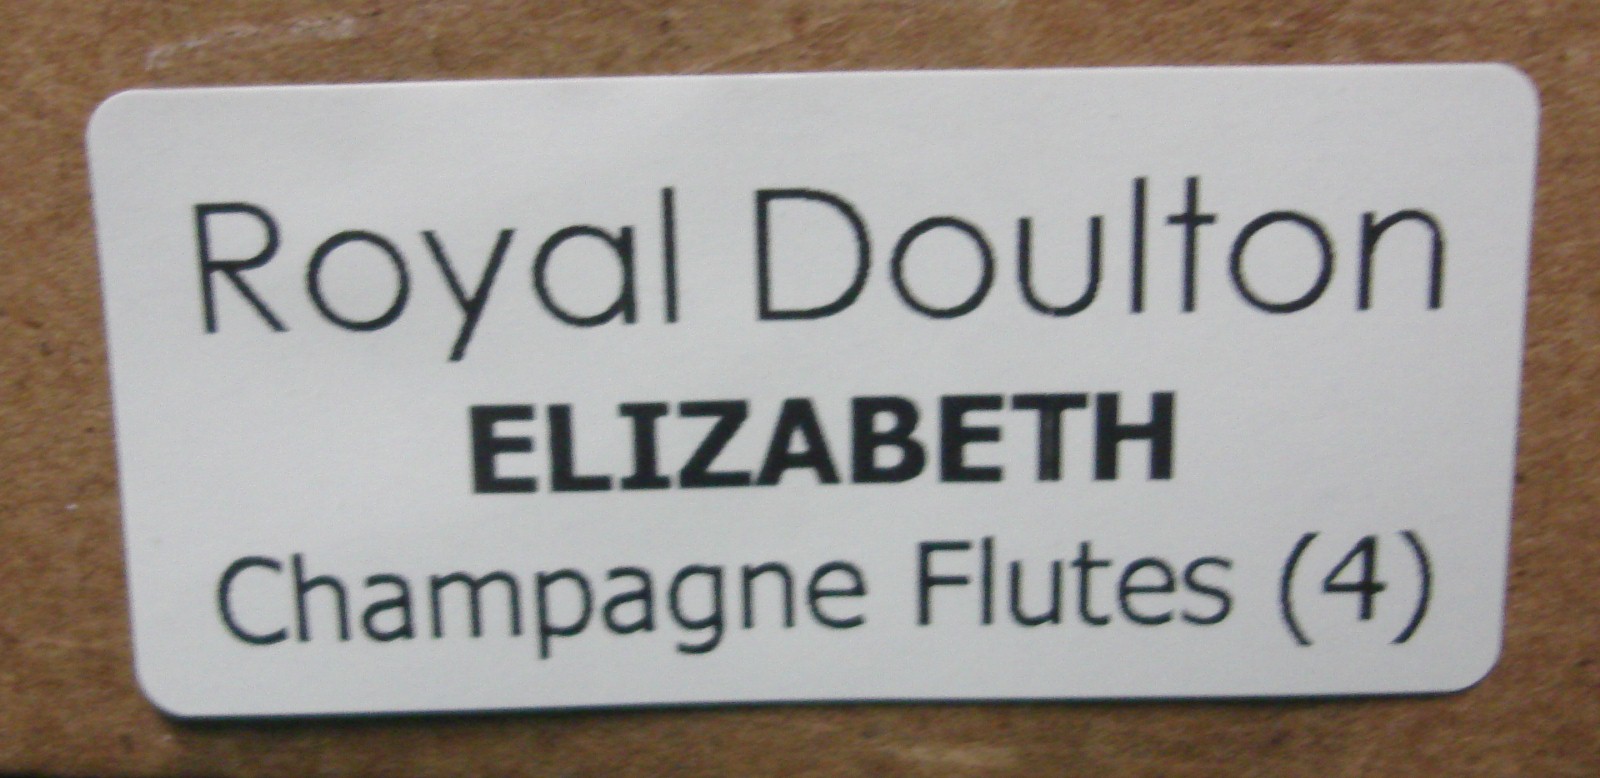 Royal Doulton
ELIZABETH
Champagne Flutes (4)